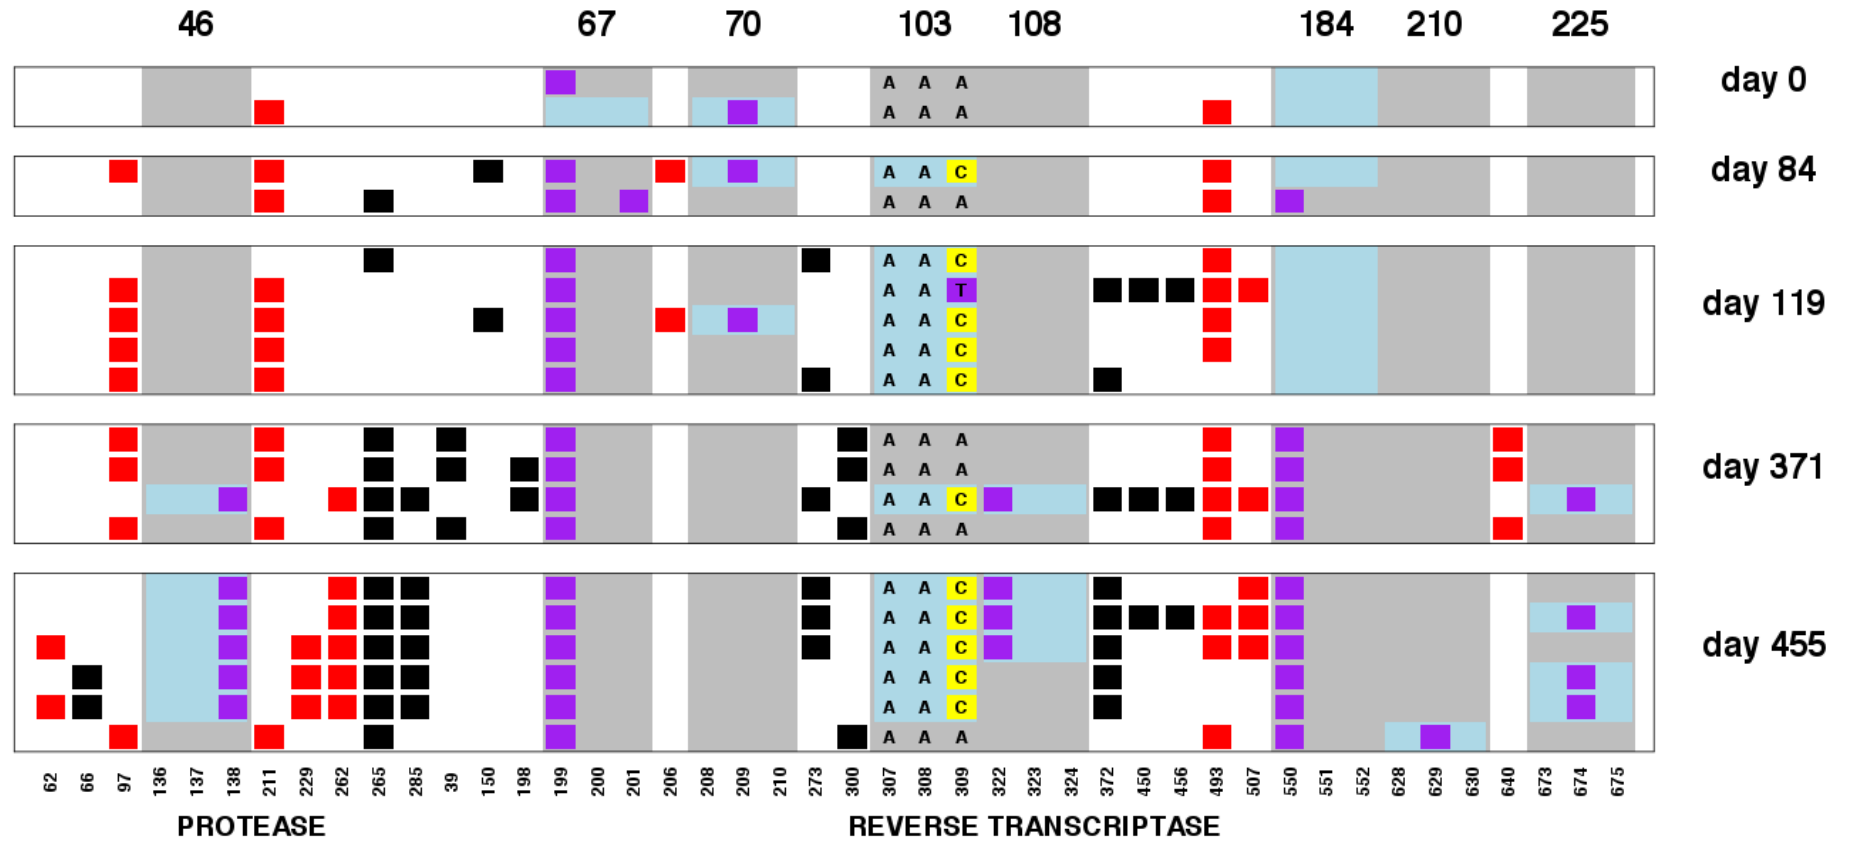 46 67 70 103 108 184 210 225
A A A day 0
A A A
A A C day 84
A A A
A A C
A A T
A A C day 119
A A C
A A C
A A A
A A A day 371
A A C
A A A
A A C
A A C
A A C day 455
A A C
A A C
A A A
62 66 97 136 137 138 211 229 262 265 285 39 150 198 199 200 201 206 208 209 210 273 300 307 308 309 322 323 324 372 450 456 493 507 550 551 552 628 629 630 640 673 674 675
PROTEASE REVERSE TRANSCRIPTASE